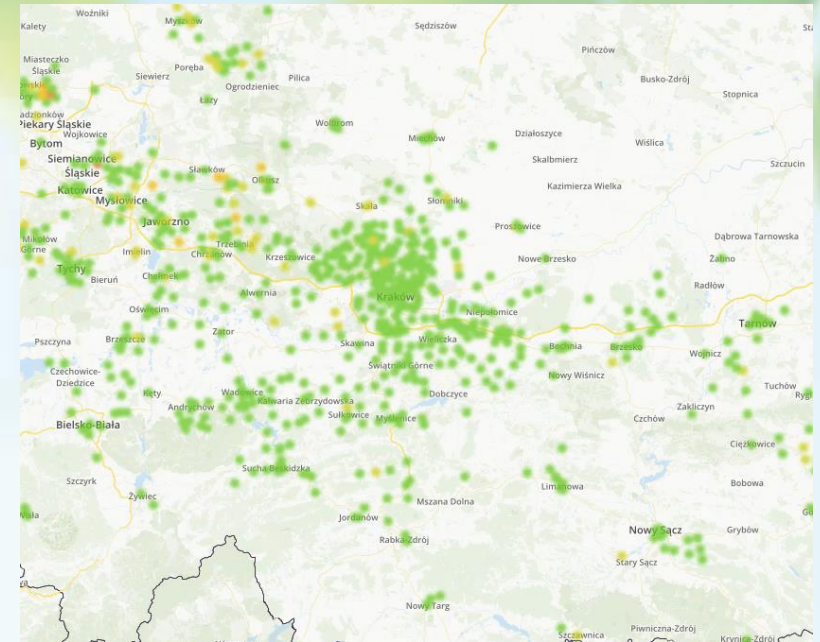 Woźniki
Kalety
Myszków
Sędziszów
Pińczów
Miasteczko
Śląskie
Poręba
Siewierz
Ogrodzieniec
Pilica
Busko-Zdrój
Stopnica
Łazy
Piekary Śląskie
Wojkowice
Wolbrom
Miechów
Działoszyce
Bytom
Wiślica
Siemianowice
Śląskie
Skalbmierz
Szczucin
Sławków
Olkusz
Katowice
Mysłowice
Kazimierza Wielka
Skała
Słomniki
Jaworzno
Proszowice
Mikołów
Górne
Imielin
Trzebinia
Chrzanów
Krzeszowice
Dąbrowa Tarnowska
Nowe Brzesko
Żabno
Tychy
Bieruń
Chełmek
Alwernia
Kraków
Radłów
Oświęcim
Niepołomice
Tarnów
Zator
Pszczyna
Brzeszcze
Skawina
Wieliczka
Bochnia
Brzesko
Wojnicz
Świątniki Górne
Czechowice-
Dziedzice
Nowy Wiśnicz
Tuchów
Kęty
Wadowice
Andrychów
Kalwaria Zebrzydowska
Dobczyce
Zakliczyn
Sułkowice
Myślenice
Czchów
Bielsko-Biała
Ciężkowice
Sucha Beskidzka
Szczyrk
Limanowa
Bobowa
Żywiec
Mszana Dolna
Jordanów
Nowy Sącz
Grybów
Rabka-Zdrój
Stary Sącz
Nowy Targ
Szczawnica
Piwniczna-Zdrój
Krynica-Zdrój